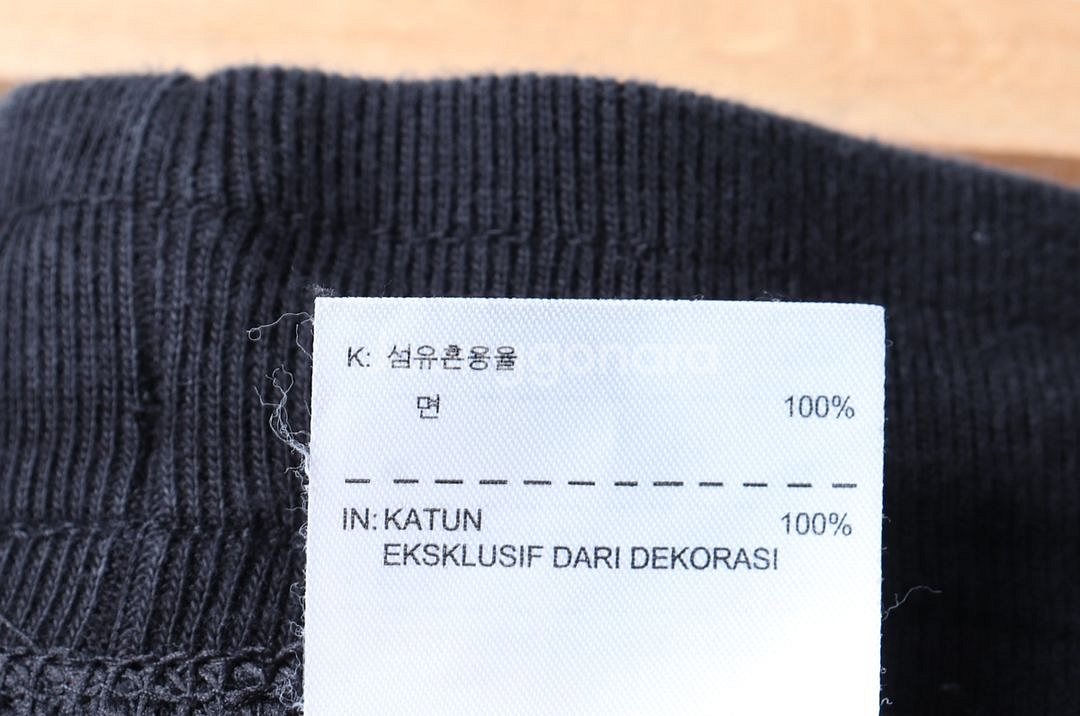 K: 섬유혼용율
면 100%
IN: KATUN 100%
EKSKLUSIF DARI DEKORASI